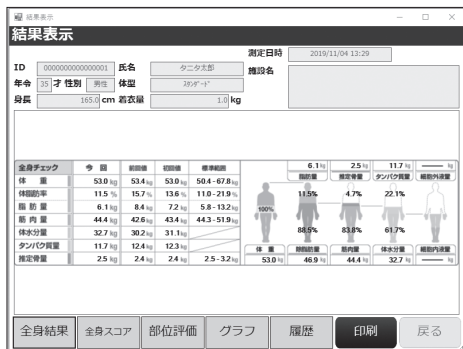 結果表示
結果表示
測定日時 2019/11/04 13:29
ID 0000000000000001 氏名 タニタ太郎 施設名
年令 35 才 性別 男性 体型 スタンダード
身長 165.0 cm 着衣量 1.0 kg
全身チェック 今 回 前回値 初回値 標準範囲
体 重 53.0 kg 53.4 kg 53.0 kg 50.4 - 67.8 kg
体脂肪率 11.5 % 15.7 % 13.6 % 11.0 - 21.9 %
脂 肪 量 6.1 kg 8.4 kg 7.2 kg 5.8 - 13.2 kg
筋 肉 量 44.4 kg 42.6 kg 43.4 kg 44.3 - 51.9 kg
体水分量 32.7 kg 30.2 kg 31.1 kg
タンパク質量 11.7 kg 12.4 kg 12.3 kg
推定骨量 2.5 kg 2.4 kg 2.4 kg 2.5 - 3.2 kg
6.1 kg 2.5 kg 11.7 kg kg
脂肪量 推定骨量 タンパク質量 細胞外液量
11.5% 4.7% 22.1%
100%
88.5% 83.8% 61.7%
体 重 除脂肪量 筋肉量 体水分量 細胞内液量
53.0 kg 46.9 kg 44.4 kg 32.7 kg kg
全身結果 全身スコア 部位評価 グラフ 履歴 印刷 戻る